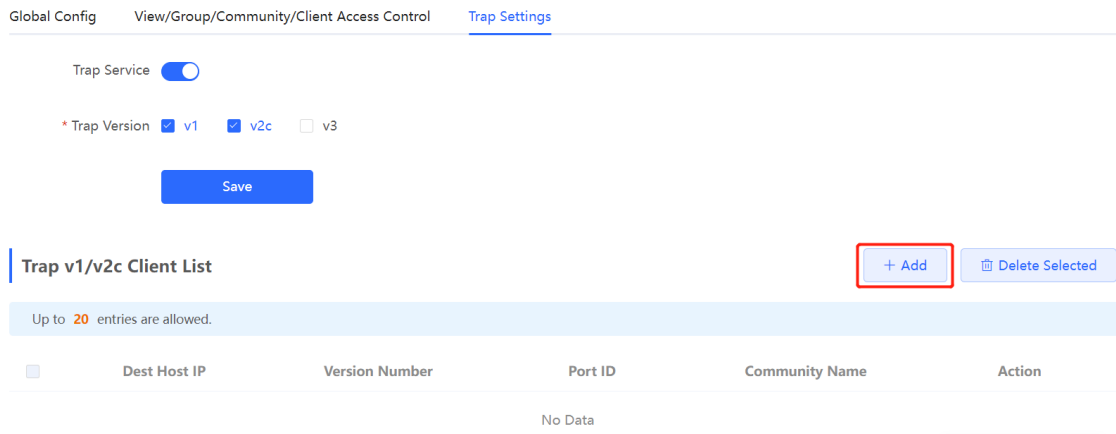 Global Config View/Group/Community/Client Access Control Trap Settings
Trap Service
* Trap Version v1 v2c v3
Save
Trap v1/v2c Client List + Add Delete Selected
Up to 20 entries are allowed.
Dest Host IP Version Number Port ID Community Name Action
No Data